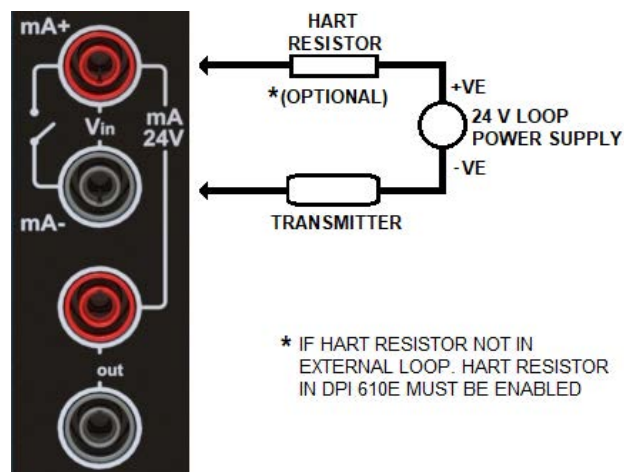 mA+
Vin
mA
24V
mA-
out
HART
RESISTOR
*(OPTIONAL)
+VE
24 V LOOP
POWER SUPPLY
-VE
TRANSMITTER
* IF HART RESISTOR NOT IN
EXTERNAL LOOP. HART RESISTOR
IN DPI 610E MUST BE ENABLED